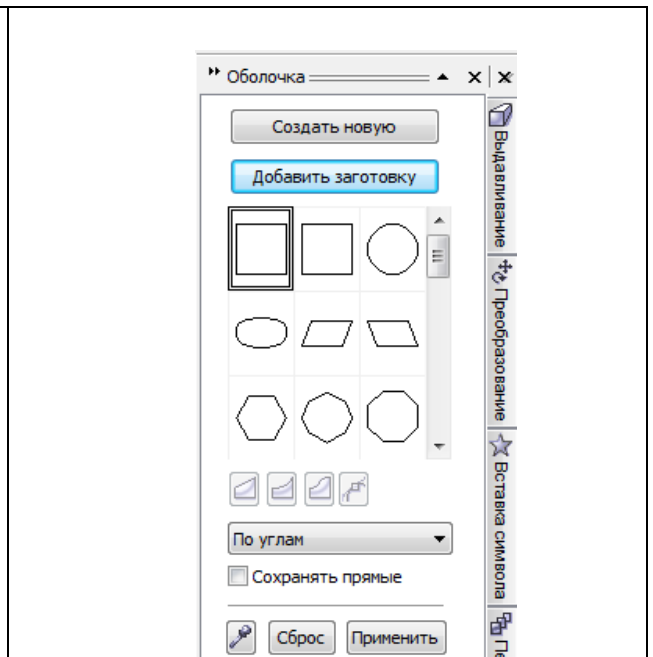 Оболочка
Создать новую
Добавить заготовку
По углам
Сохранять прямые
Сброс
Применить
Выдавливание
Преобразование
Вставка символа